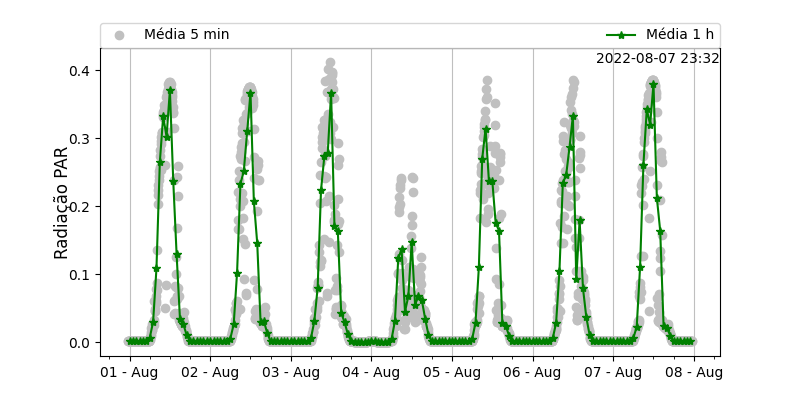 Média 5 min
Média 1 h
2022-08-07 23:32
Radiação PAR
0.4
0.3
0.2
0.1
0.0
01 - Aug
02 - Aug
03 - Aug
04 - Aug
05 - Aug
06 - Aug
07 - Aug
08 - Aug